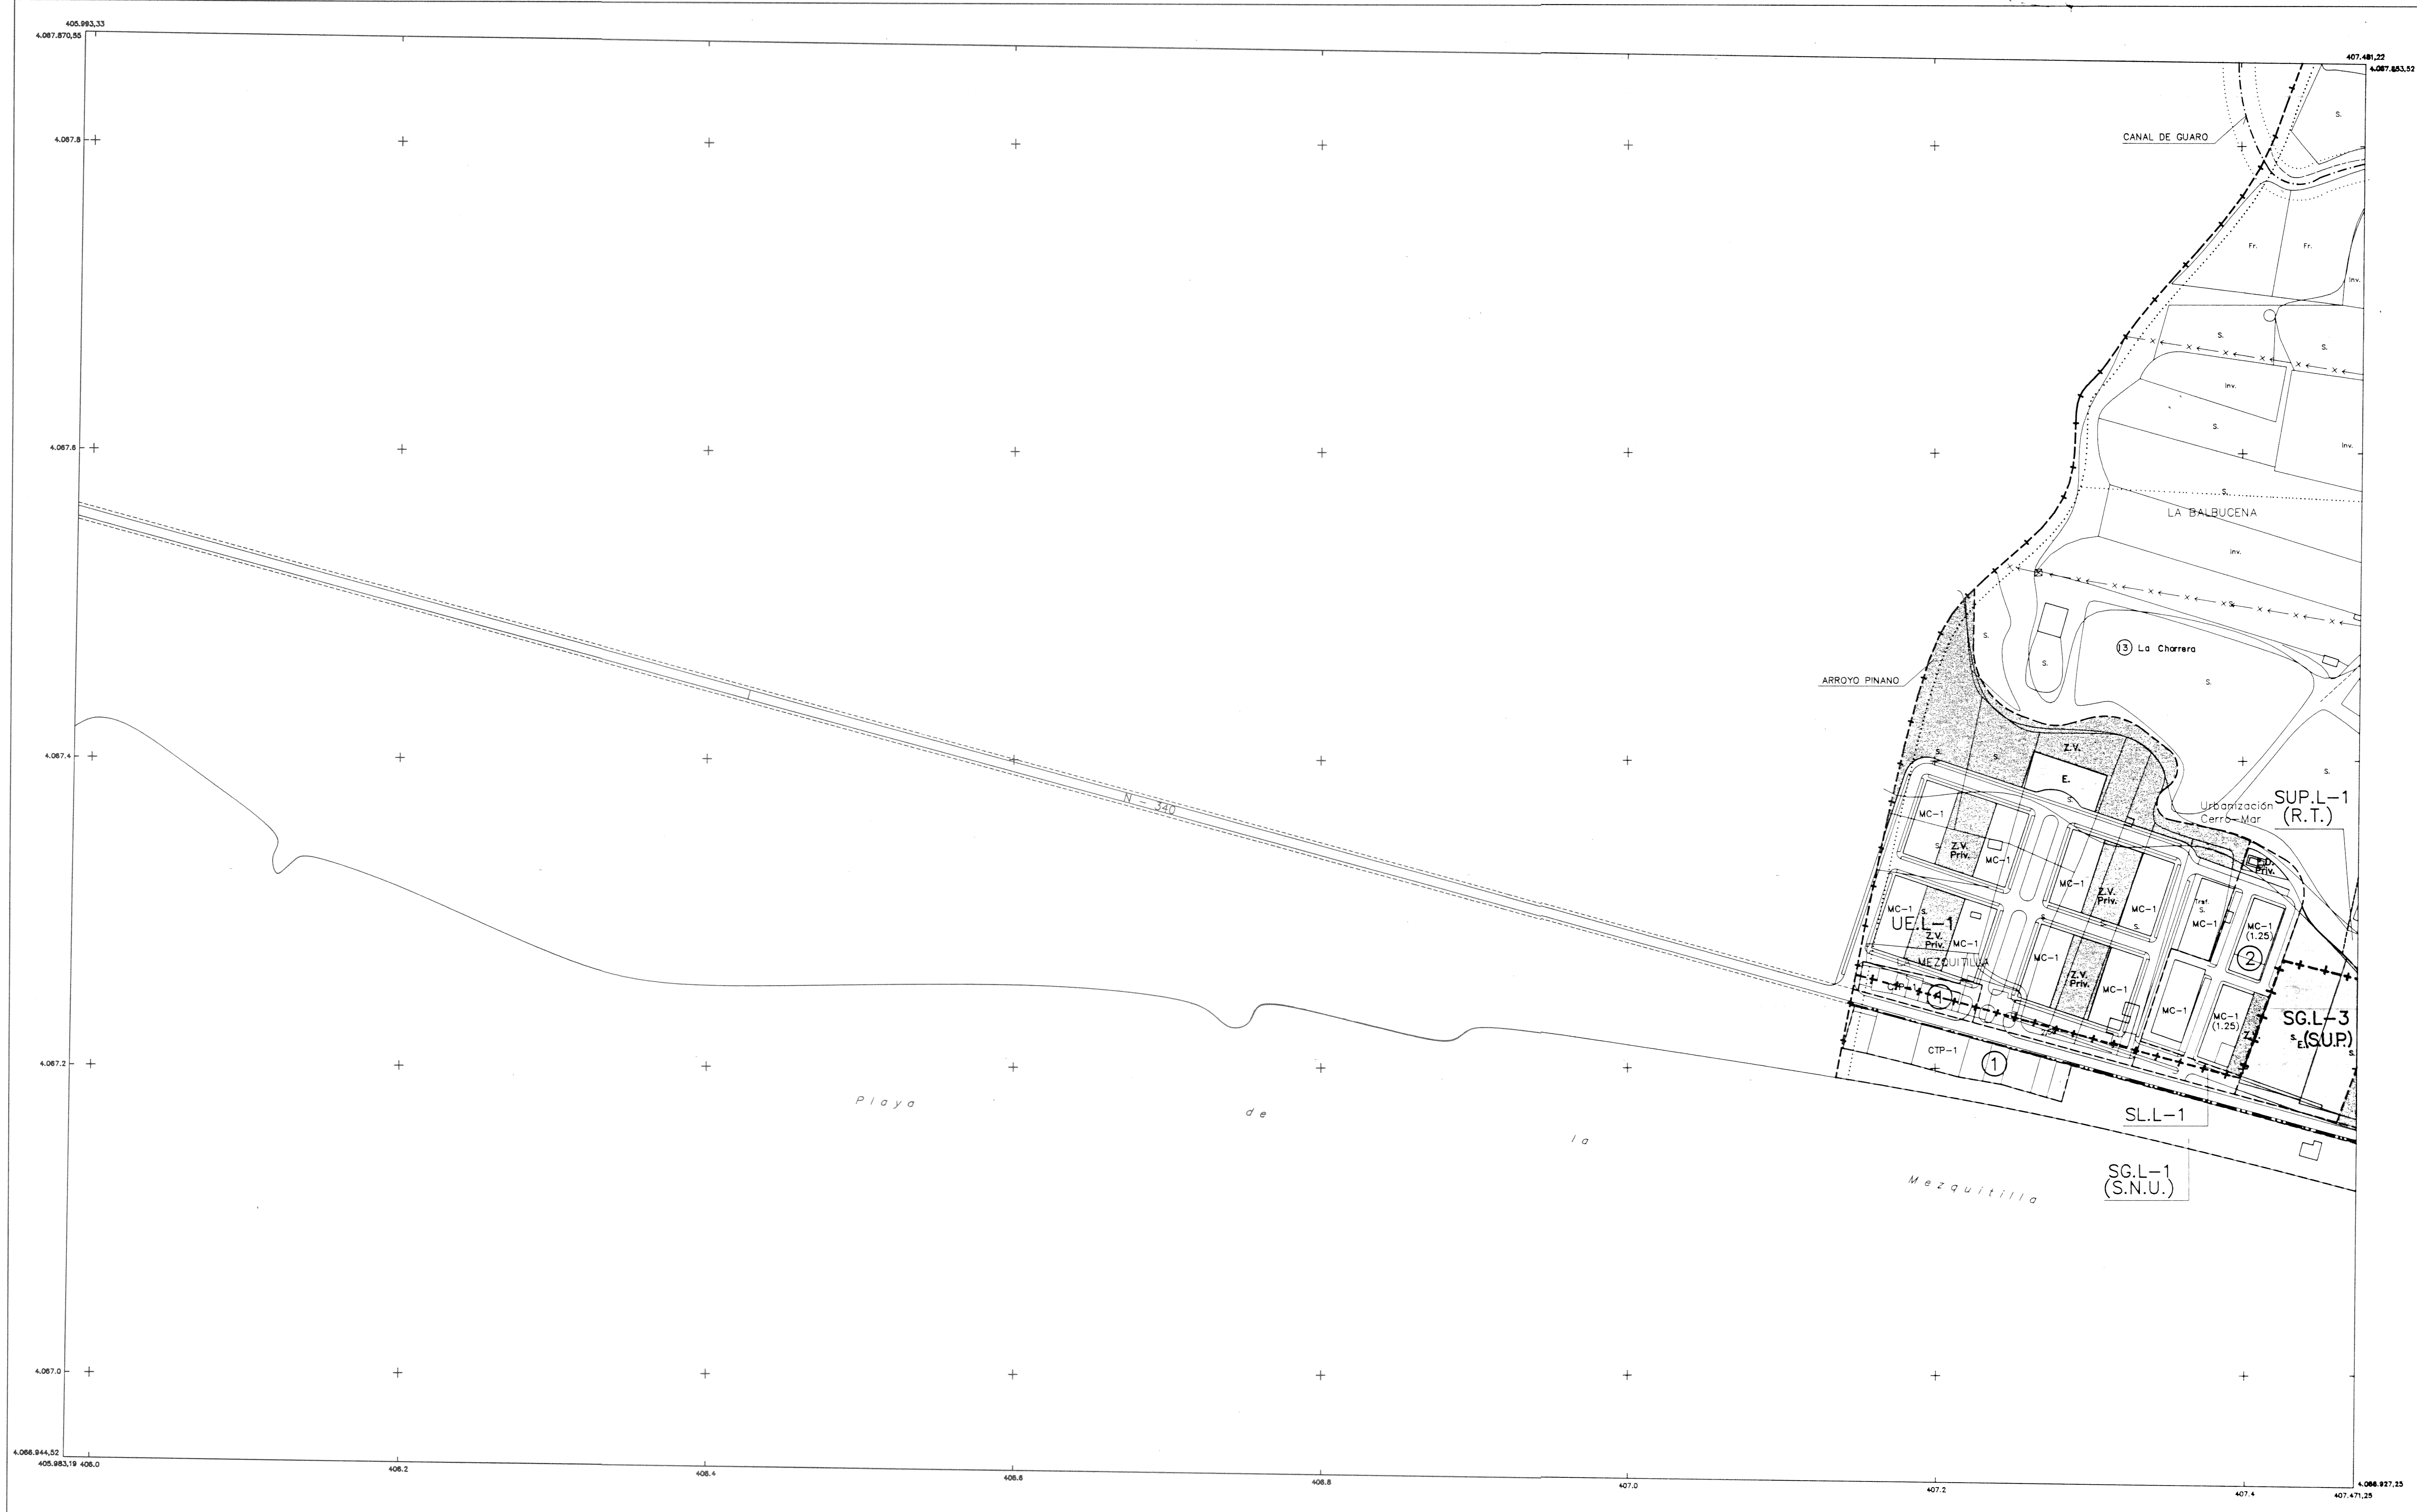 405.993,33
4.067.870,55
407.481,22
4.067.853,52
4.067.8
CANAL DE GUARO
S.
Fr.
Fr.
Inv.
S.
S.
Inv.
S.
4.067.6
Inv.
S.
LA BALBUCENA
Inv.
S.
S.
13 La Charrera
S.
S.
ARROYO PINANO
4.067.4
S.
S.
Z.V.
E.
S.
S.
N - 340
Urbanización
Cerro-Mar
SUP.L-1
(R.T.)
MC-1
S.
Z.V.
Priv.
MC-1
MC-1
Z.V.
Priv.
MC-1
Priv.
Traf.
S.
MC-1
MC-1
(1.25)
MC-1
S.
UE.L-1
Z.V.
Priv.
MC-1
S.
S.
S.
MC-1
LA MEZQUITILLA
Z.V.
Priv.
MC-1
2
CTP-1
MC-1
MC-1
(1.25)
Z.V.
SG.L-3
(S.U.P.)
S.
E.
S.
CTP-1
1
4.067.2
SL.L-1
SG.L-1
(S.N.U.)
Playa de la Mezquitilla
4.067.0
4.066.944,52
405.983,19
406.0
406.2
406.4
406.6
406.8
407.0
407.2
407.4
4.066.927,25
407.471,25